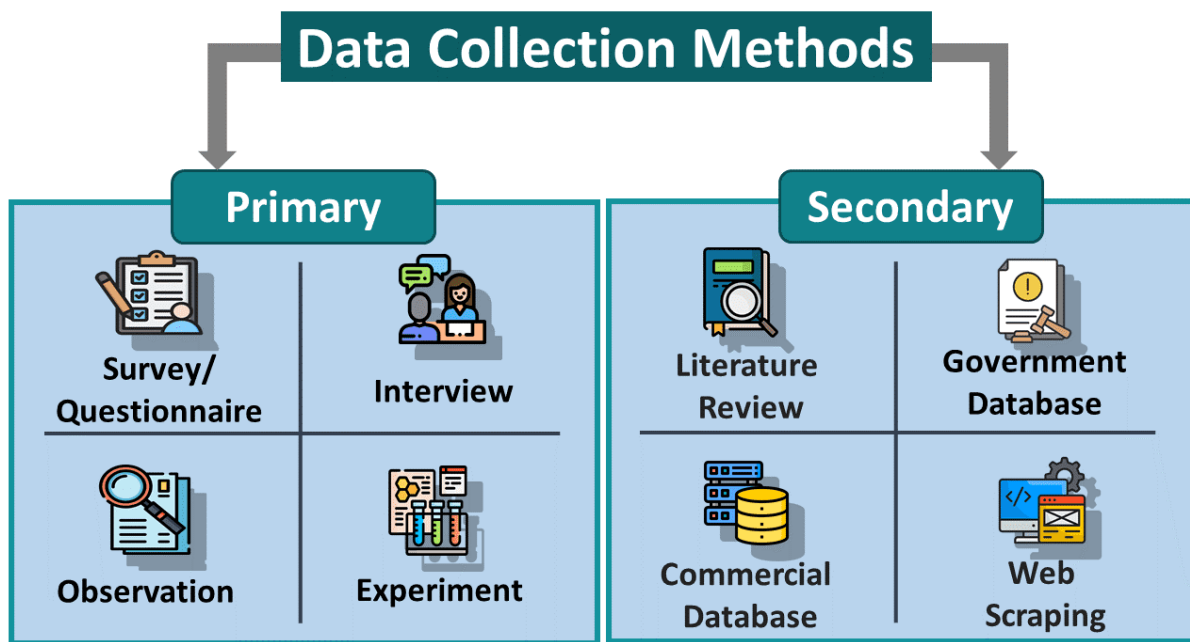 Data Collection Methods
Primary
Secondary
Survey/
Questionnaire
Interview
Literature
Review
Government
Database
Observation
Experiment
Commercial
Database
Web
Scraping